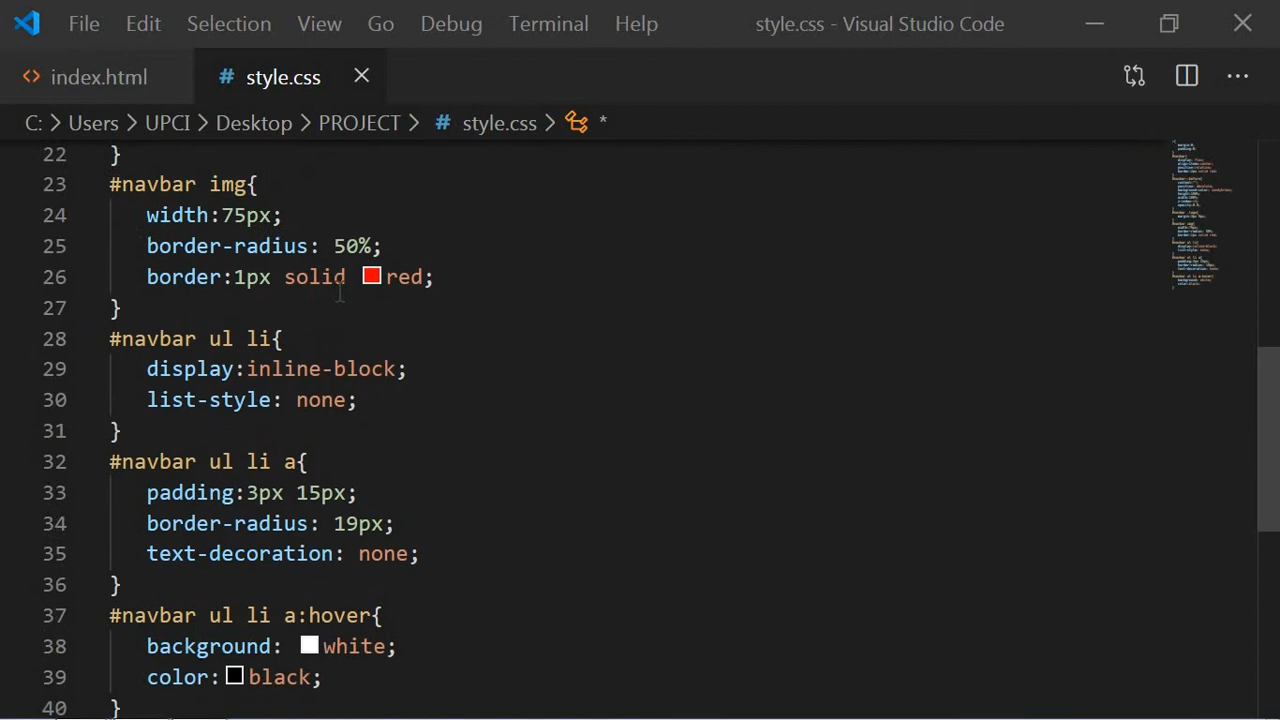 File Edit Selection View Go Debug Terminal Help style.css - Visual Studio Code
<> index.html # style.css ×
C: > Users > UPCI > Desktop > PROJECT > # style.css > *
22 }
23 #navbar img{
24 width:75px;
25 border-radius: 50%;
26 border:1px solid red;
27 }
28 #navbar ul li{
29 display:inline-block;
30 list-style: none;
31 }
32 #navbar ul li a{
33 padding:3px 15px;
34 border-radius: 19px;
35 text-decoration: none;
36 }
37 #navbar ul li a:hover{
38 background: white;
39 color:black;
40 }